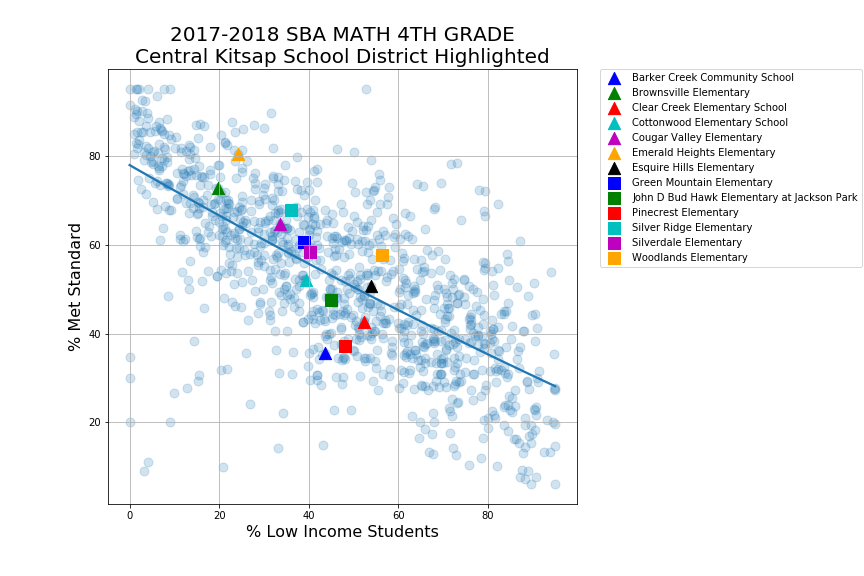 2017-2018 SBA MATH 4TH GRADE
Central Kitsap School District Highlighted
% Met Standard
80
60
40
20
0
20
40
60
80
% Low Income Students
Barker Creek Community School
Brownsville Elementary
Clear Creek Elementary School
Cottonwood Elementary
Cougar Valley Elementary
Emerald Heights Elementary
Esquire Hills Elementary
Green Mountain Elementary
John D Bud Hawk Elementary at Jackson Park
Pinecrest Elementary
Silver Ridge Elementary
Silverdale Elementary
Woodlands Elementary